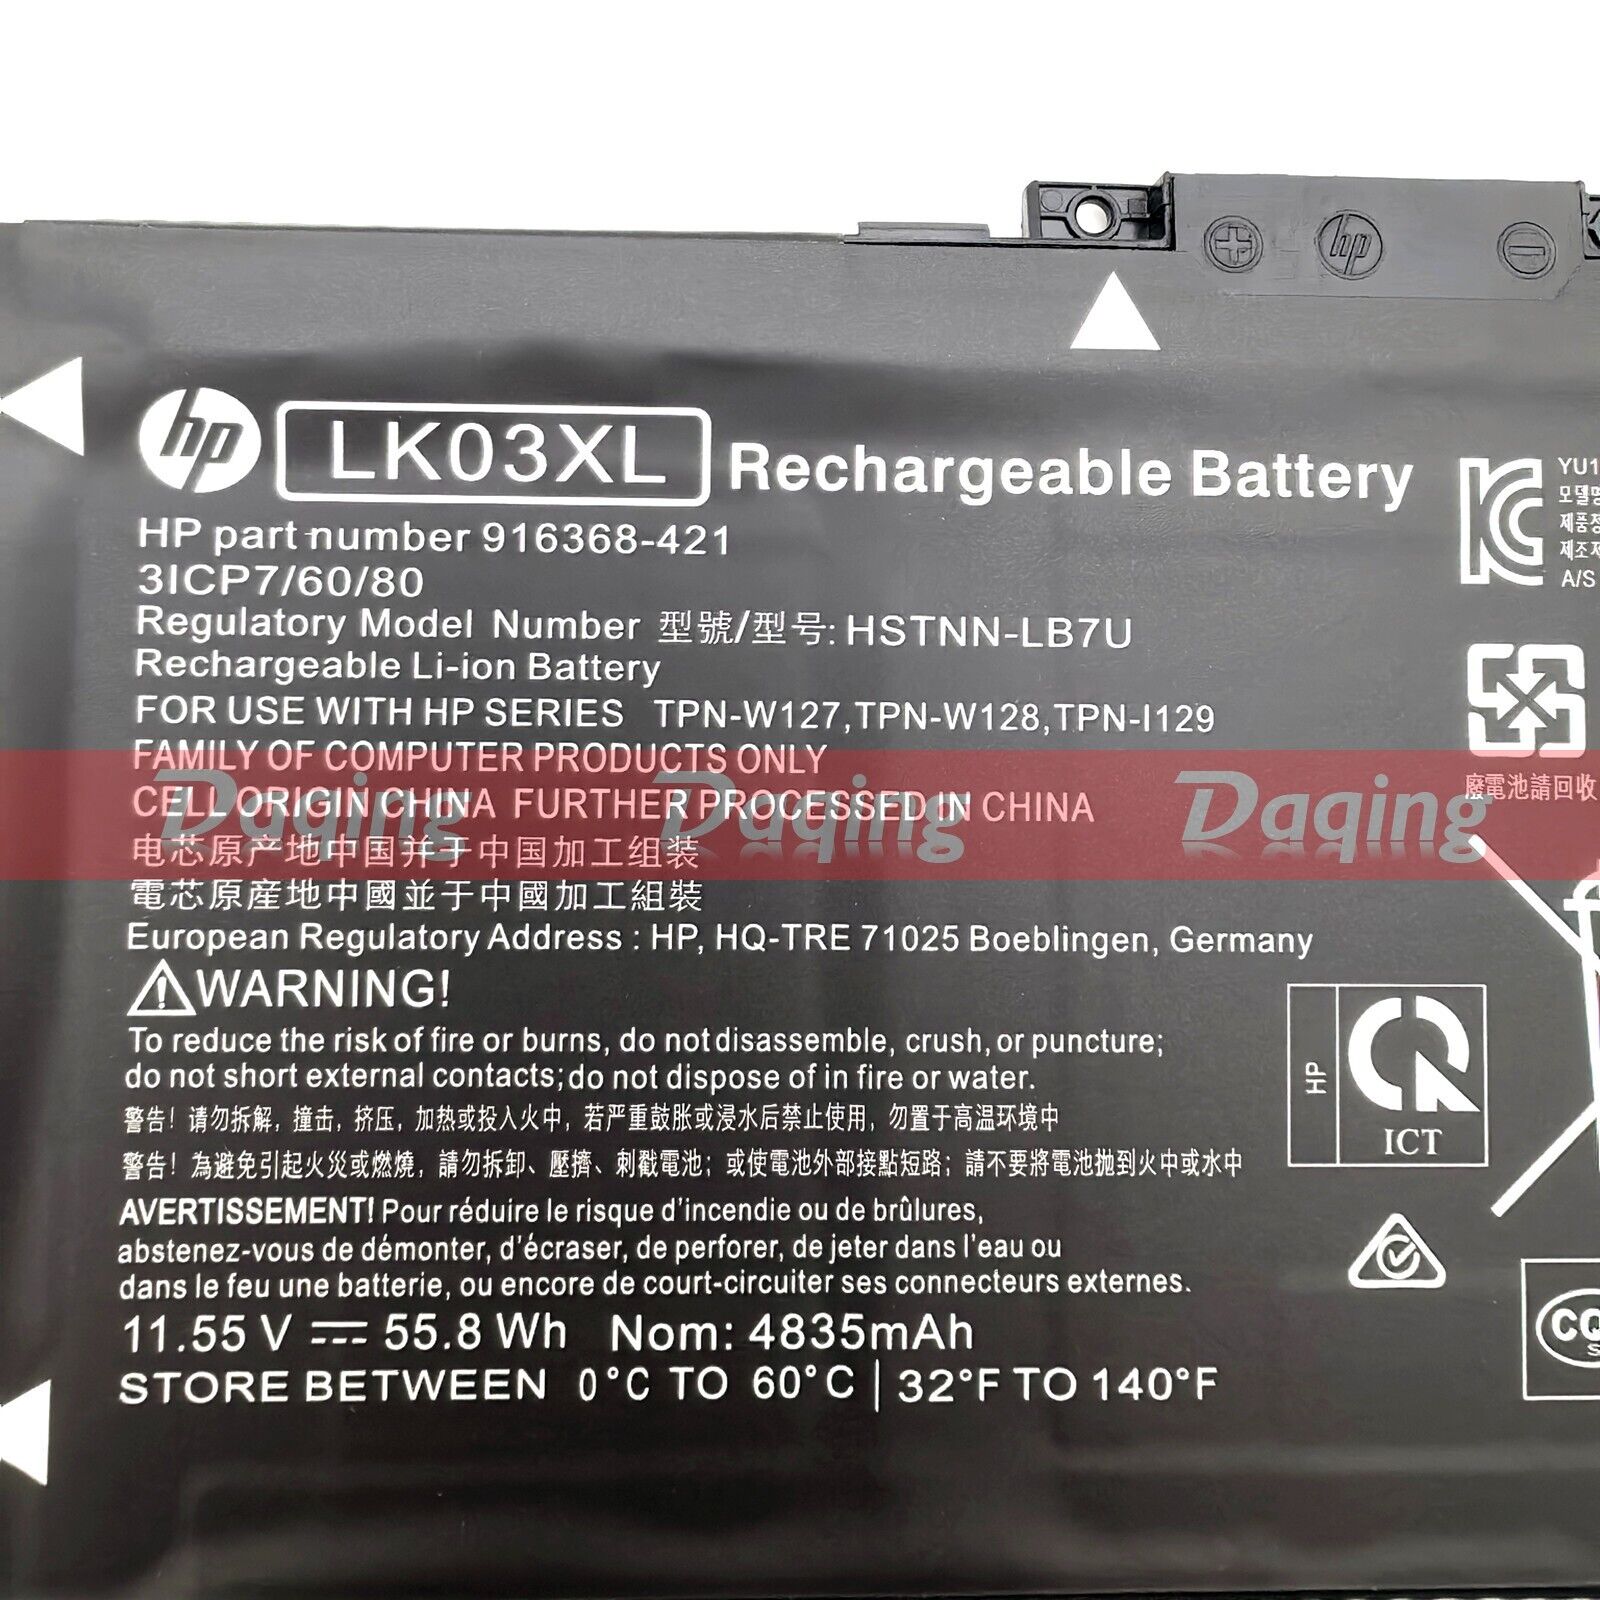 hp
hp LK03XL Rechargeable Battery
HP part number 916368-421
3ICP7/60/80
Regulatory Model Number 型號/型号: HSTNN-LB7U
Rechargeable Li-ion Battery
FOR USE WITH HP SERIES TPN-W127,TPN-W128,TPN-I129
FAMILY OF COMPUTER PRODUCTS ONLY
CELL ORIGIN CHINA FURTHER PROCESSED IN CHINA
电芯原产地中国并于中国加工组装
電芯原産地中國並于中國加工組裝
European Regulatory Address : HP, HQ-TRE 71025 Boeblingen, Germany
WARNING!
To reduce the risk of fire or burns, do not disassemble, crush, or puncture;
do not short external contacts; do not dispose of in fire or water.
警告! 请勿拆解, 撞击, 挤压, 加热或投入火中, 若严重鼓胀或浸水后禁止使用, 勿置于高温环境中
警告! 為避免引起火災或燃燒, 請勿拆卸、壓擠、刺戳電池; 或使電池外部接點短路; 請不要將電池拋到火中或水中
AVERTISSEMENT! Pour réduire le risque d'incendie ou de brûlures,
abstenez-vous de démonter, d'écraser, de perforer, de jeter dans l'eau ou
dans le feu une batterie, ou encore de court-circuiter ses connecteurs externes.
11.55 V ⎓ 55.8 Wh Nom: 4835mAh
STORE BETWEEN 0°C TO 60°C | 32°F TO 140°F
YU1
모델명
제품정
제조자
A/S
廢電池請回收
HP
ICT
CQ
Daqing Daqing Daqing